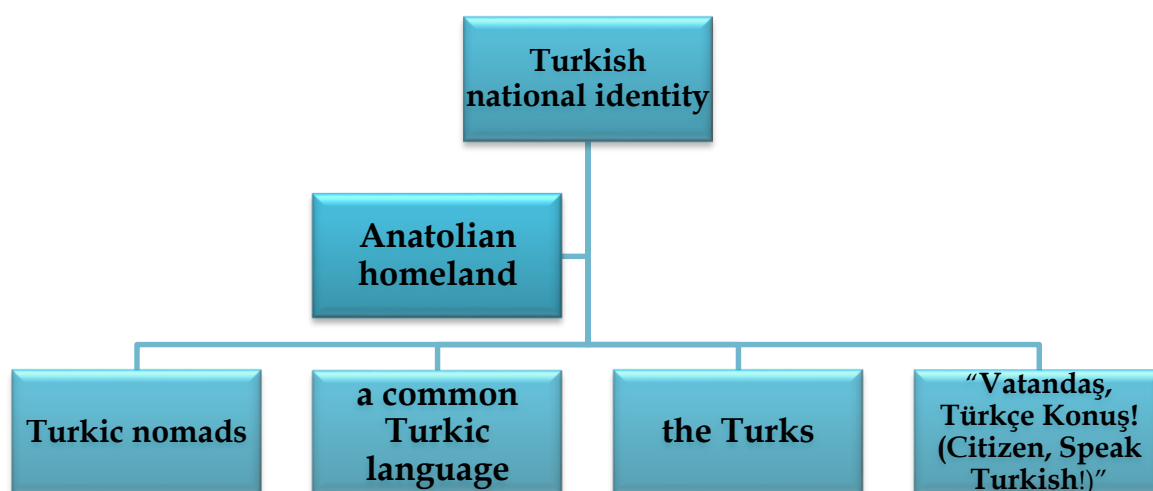 Turkish
national identity
Anatolian
homeland
Turkic nomads
a common
Turkic
language
the Turks
“Vatandaş,
Türkçe Konuş!
(Citizen, Speak
Turkish!)”